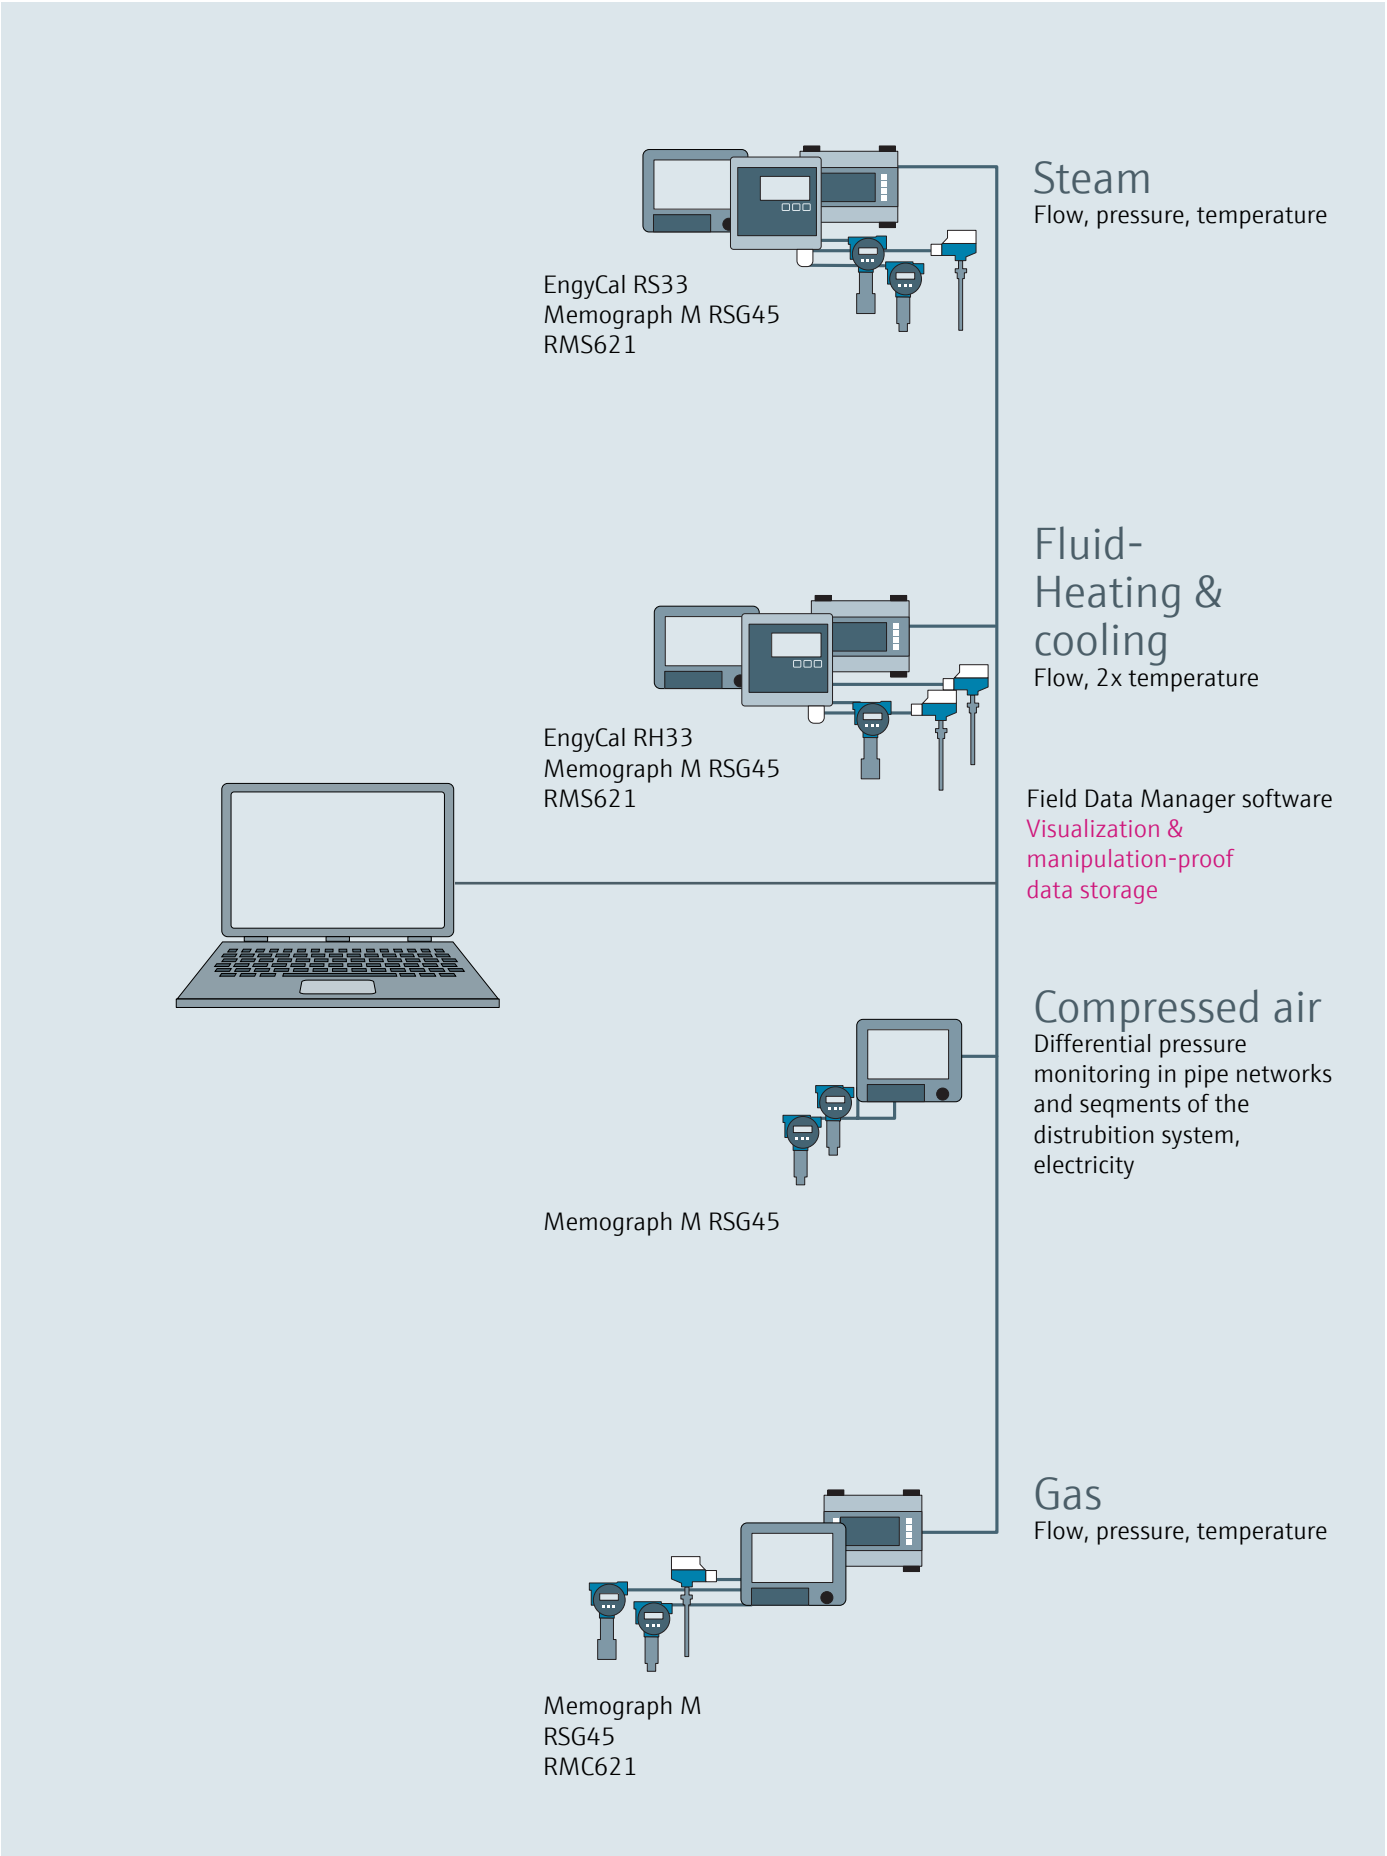 Steam
Flow, pressure, temperature
EngyCal RS33
Memograph M RSG45
RMS621
Fluid-
Heating &
cooling
Flow, 2x temperature
EngyCal RH33
Memograph M RSG45
RMS621
Field Data Manager software
Visualization &
manipulation-proof
data storage
Compressed air
Differential pressure
monitoring in pipe networks
and seqments of the
distrubition system,
electricity
Memograph M RSG45
Gas
Flow, pressure, temperature
Memograph M
RSG45
RMC621